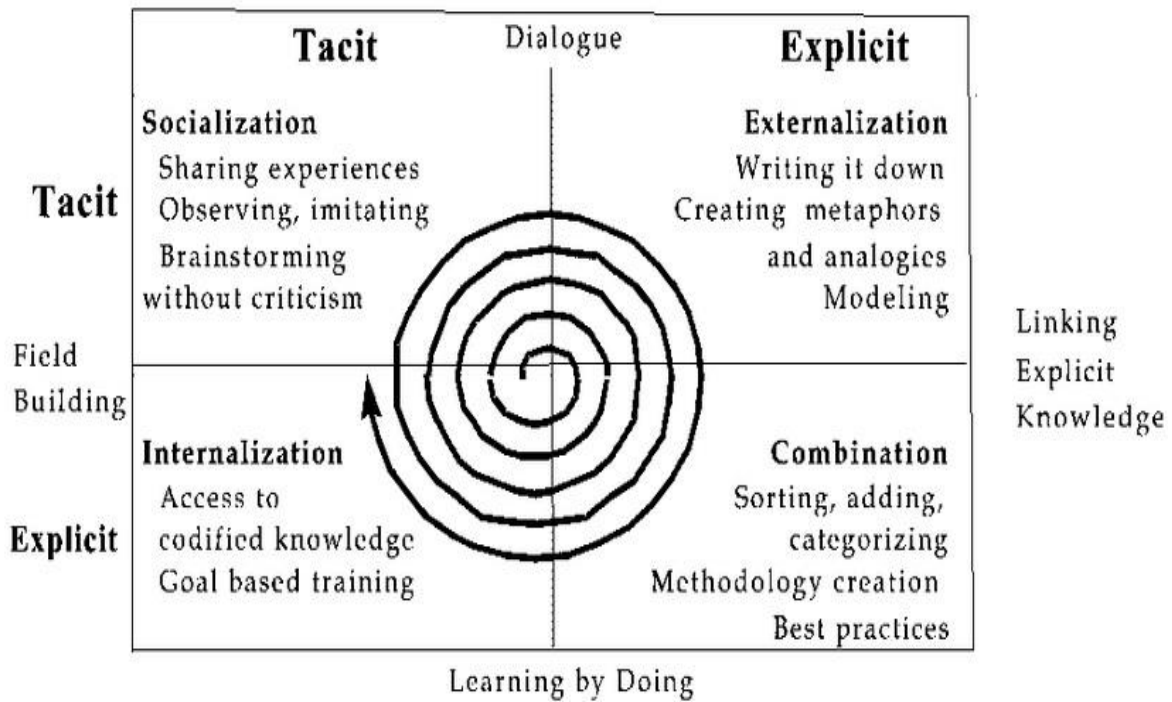 Tacit
Dialogue
Explicit
Socialization
Sharing experiences
Observing, imitating
Brainstorming
without criticism
Externalization
Writing it down
Creating metaphors
and analogies
Modeling
Tacit
Field
Building
Linking
Explicit
Knowledge
Internalization
Access to
codified knowledge
Goal based training
Combination
Sorting, adding,
categorizing
Methodology creation
Best practices
Explicit
Learning by Doing